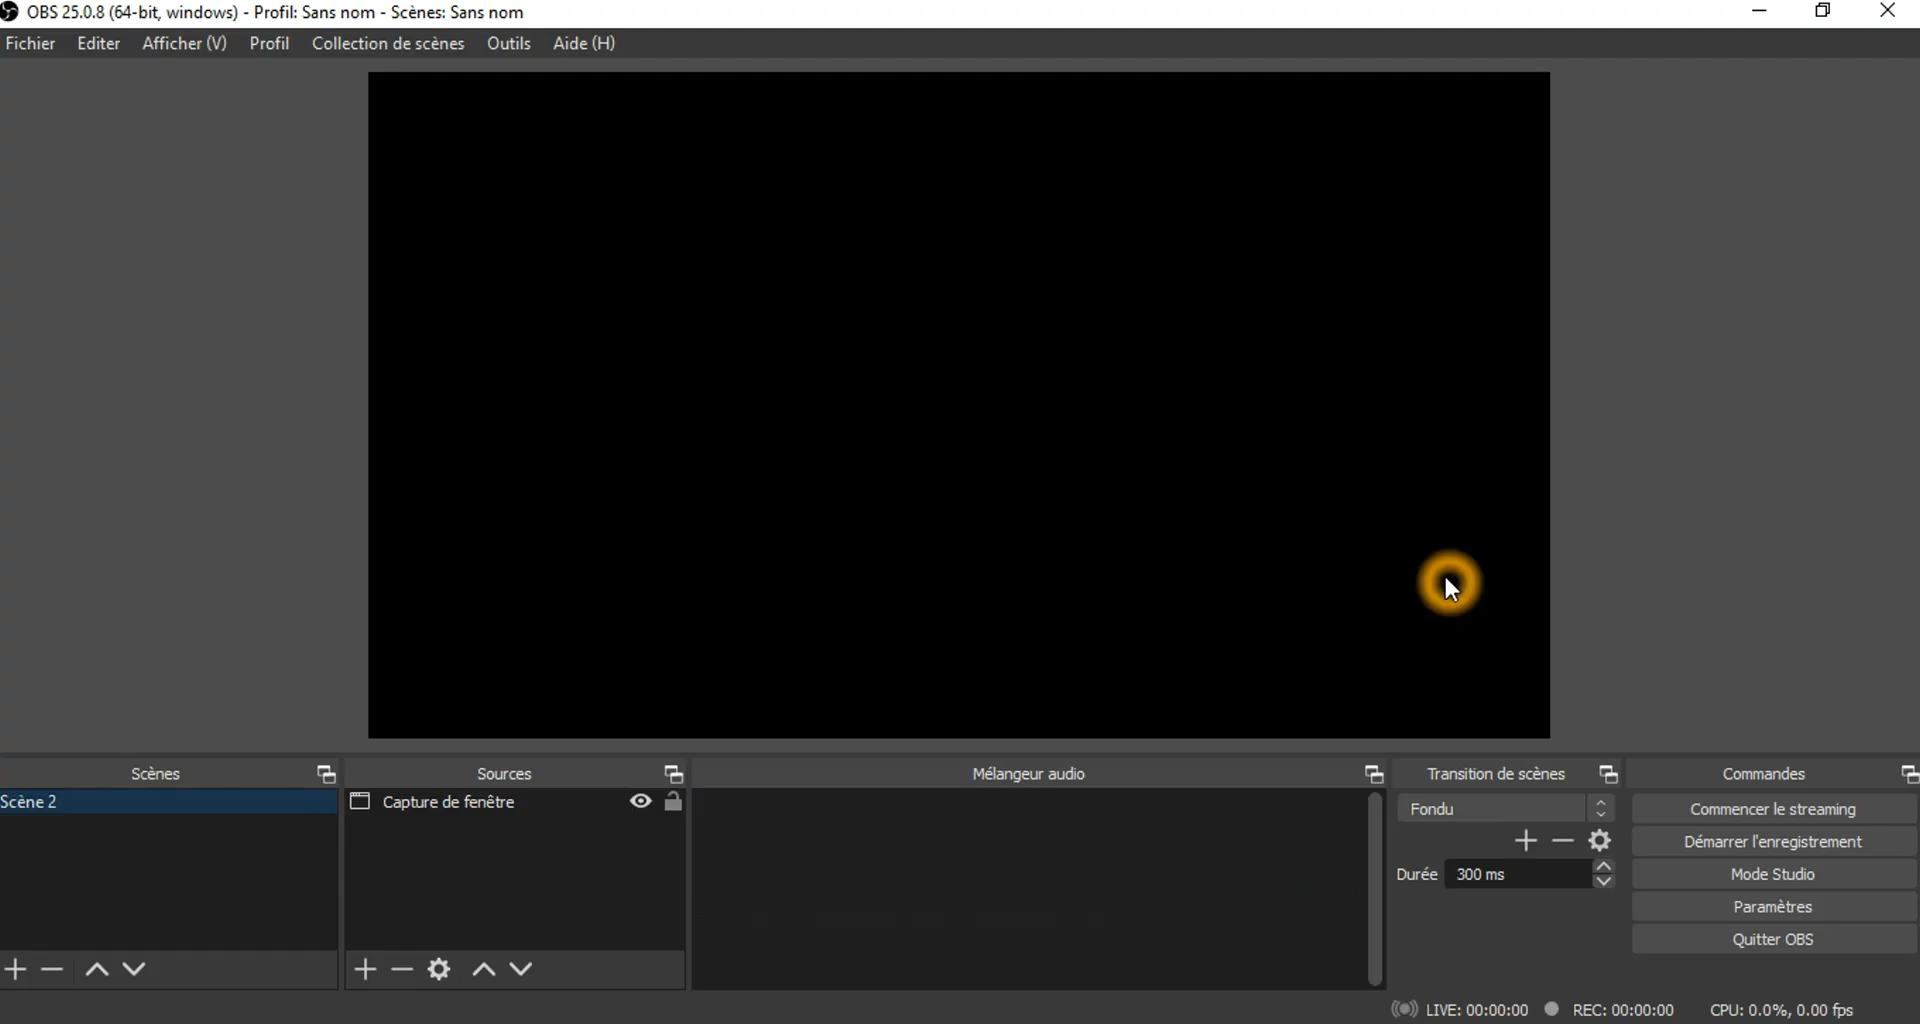 OBS 25.0.8 (64-bit, windows) - Profil: Sans nom - Scènes: Sans nom
Fichier Editer Afficher (V) Profil Collection de scènes Outils Aide (H)
Scènes Sources Mélangeur audio Transition de scènes Commandes
Scène 2 Capture de fenêtre Fondu Commencer le streaming
Démarrer l'enregistrement
Durée 300 ms Mode Studio
Paramètres
Quitter OBS
LIVE: 00:00:00 REC: 00:00:00 CPU: 0.0%, 0.00 fps